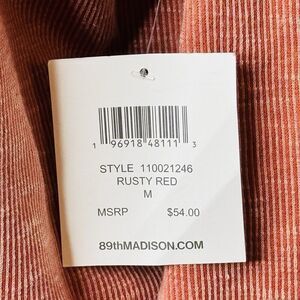 1 96918 48111 3
STYLE 110021246
RUSTY RED
M
MSRP $54.00
89thMADISON.COM